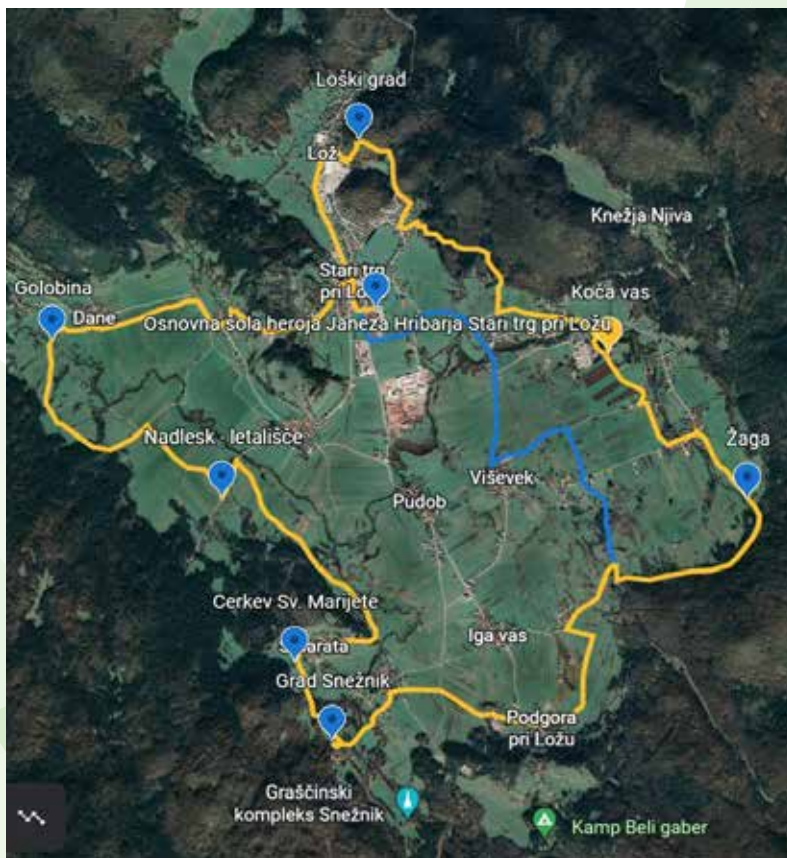 Loški grad
Lož
Knežja Njiva
Stari trg
pri Ložu
Golobina
Koča vas
Dane
Osnovna šola heroja Janeza Hribarja Stari trg pri Ložu
Nadlesk - letališče
Žaga
Viševek
Pudob
Cerkev Sv. Marijete
Iga vas
Grad Snežnik
Podgora
pri Ložu
Graščinski
kompleks Snežnik
Kamp Beli gaber